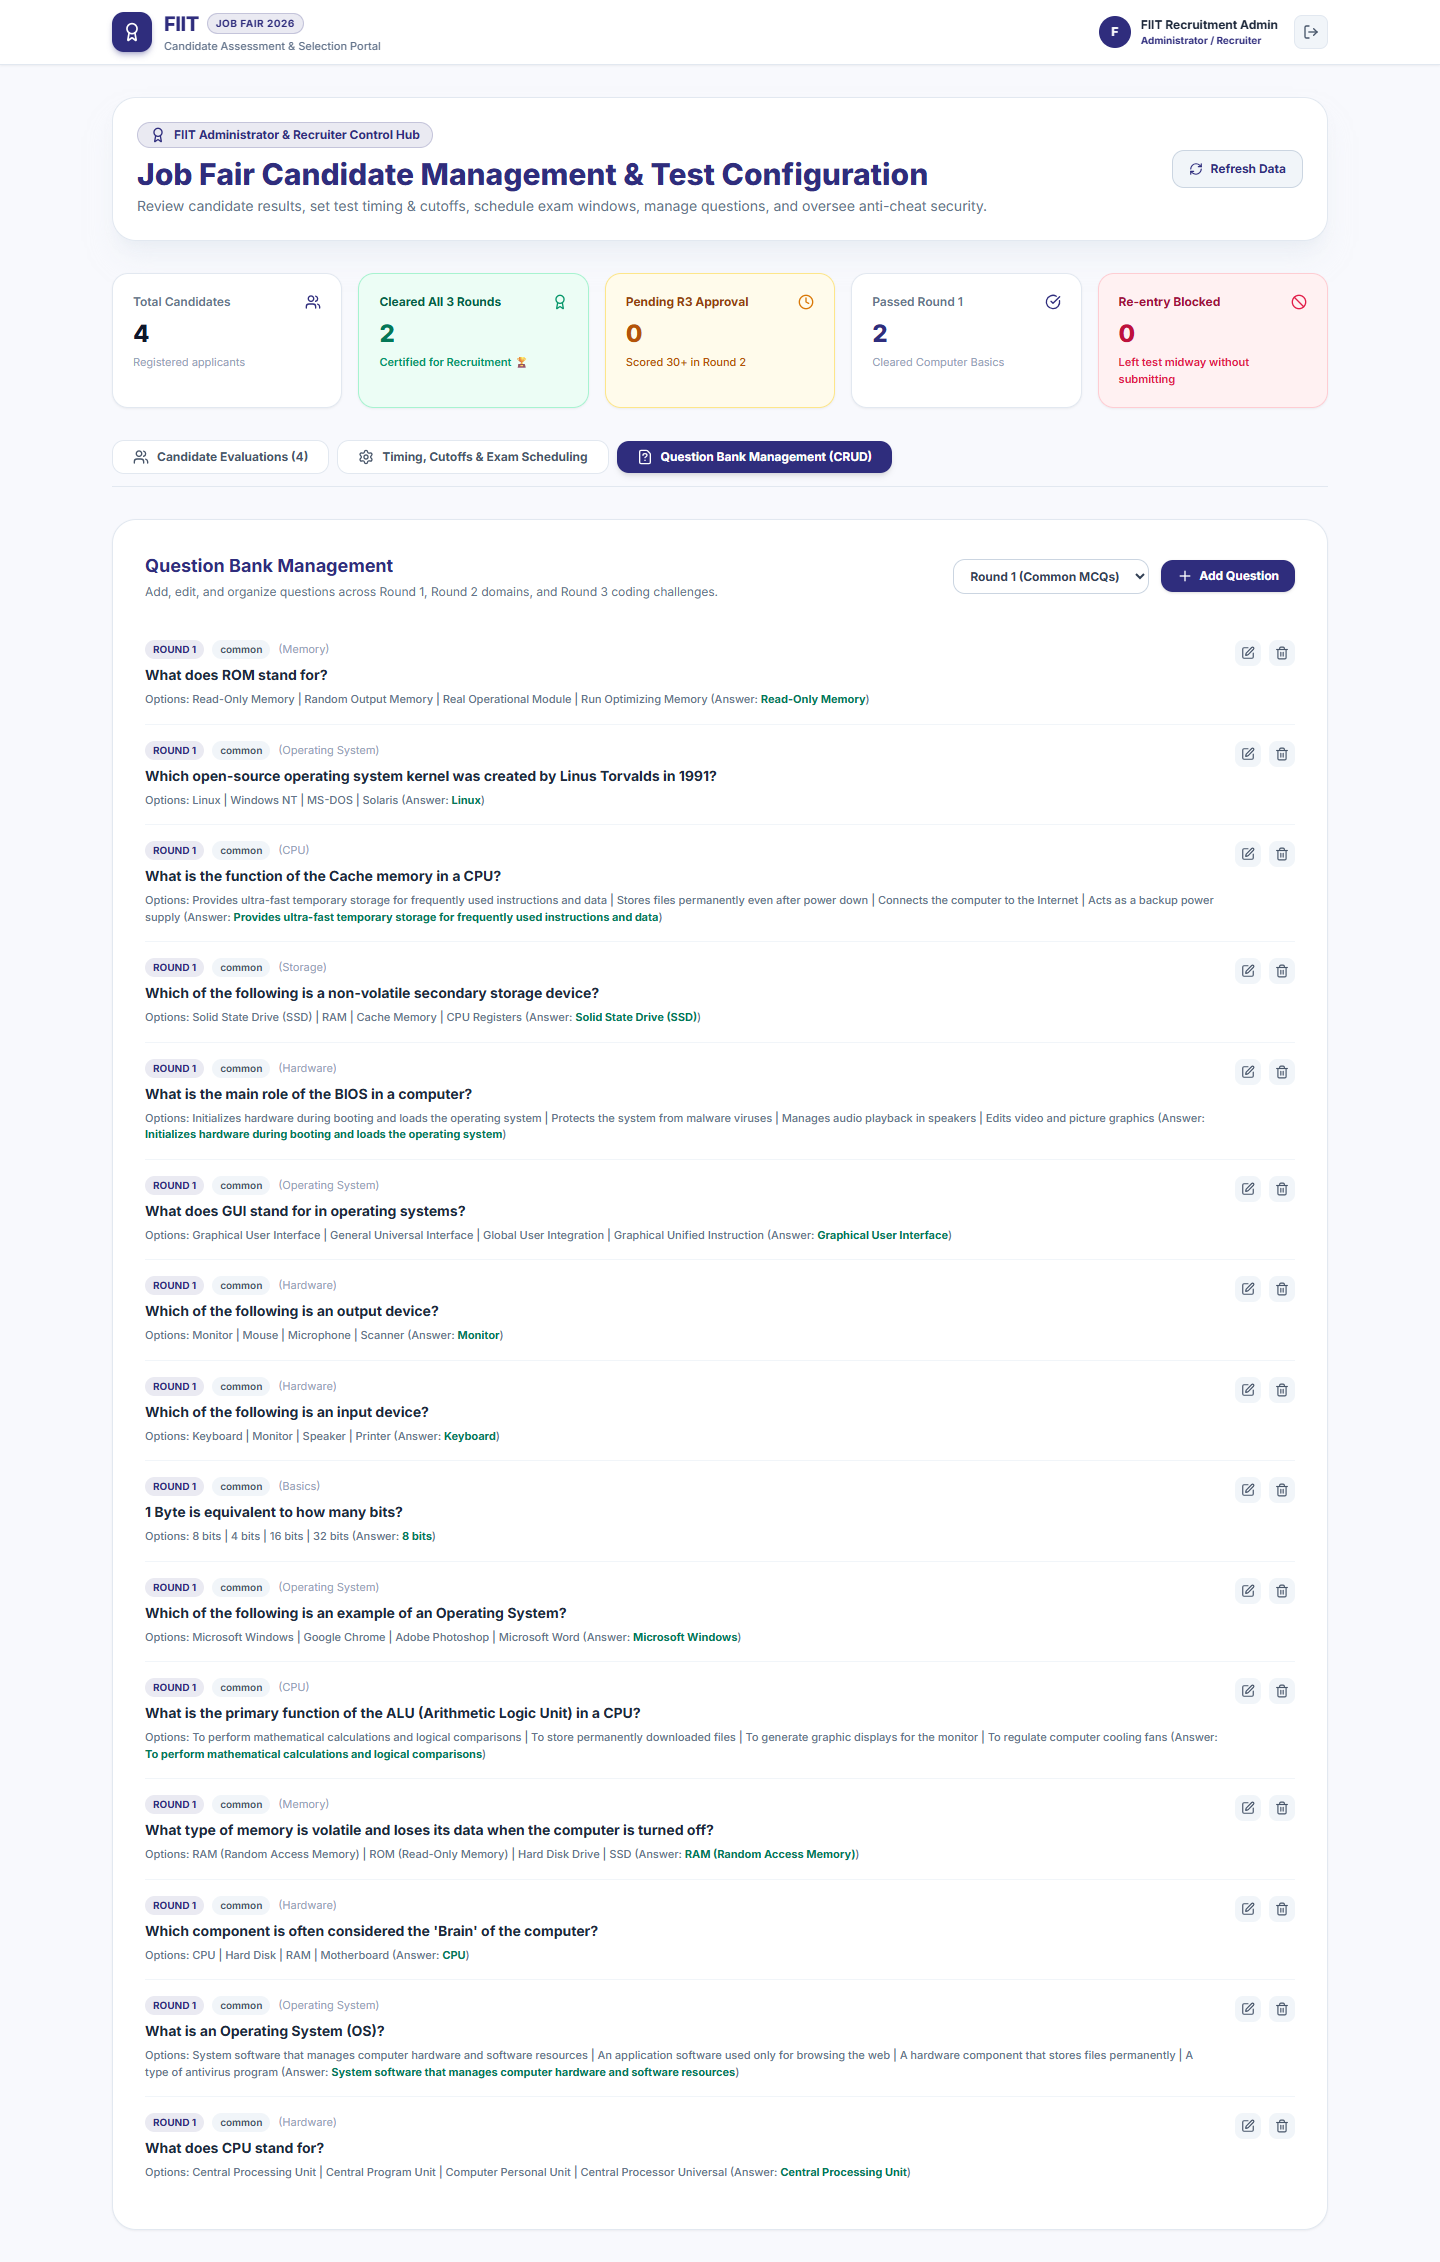 FIIT JOB FAIR 2026
Candidate Assessment & Selection Portal
F
FIIT Recruitment Admin
Administrator / Recruiter
FIIT Administrator & Recruiter Control Hub
Job Fair Candidate Management & Test Configuration
Review candidate results, set test timing & cutoffs, schedule exam windows, manage questions, and oversee anti-cheat security.
Refresh Data
Total Candidates
4
Registered applicants
Cleared All 3 Rounds
2
Certified for Recruitment 🏆
Pending R3 Approval
0
Scored 30+ in Round 2
Passed Round 1
2
Cleared Computer Basics
Re-entry Blocked
0
Left test midway without
submitting
Candidate Evaluations (4)
Timing, Cutoffs & Exam Scheduling
Question Bank Management (CRUD)
Question Bank Management
Add, edit, and organize questions across Round 1, Round 2 domains, and Round 3 coding challenges.
Round 1 (Common MCQs)
Add Question
ROUND 1 common (Memory)
What does ROM stand for?
Options: Read-Only Memory | Random Output Memory | Real Operational Module | Run Optimizing Memory (Answer: Read-Only Memory)
ROUND 1 common (Operating System)
Which open-source operating system kernel was created by Linus Torvalds in 1991?
Options: Linux | Windows NT | MS-DOS | Solaris (Answer: Linux)
ROUND 1 common (CPU)
What is the function of the Cache memory in a CPU?
Options: Provides ultra-fast temporary storage for frequently used instructions and data | Stores files permanently even after power down | Connects the computer to the Internet | Acts as a backup power
supply (Answer: Provides ultra-fast temporary storage for frequently used instructions and data)
ROUND 1 common (Storage)
Which of the following is a non-volatile secondary storage device?
Options: Solid State Drive (SSD) | RAM | Cache Memory | CPU Registers (Answer: Solid State Drive (SSD))
ROUND 1 common (Hardware)
What is the main role of the BIOS in a computer?
Options: Initializes hardware during booting and loads the operating system | Protects the system from malware viruses | Manages audio playback in speakers | Edits video and picture graphics (Answer:
Initializes hardware during booting and loads the operating system)
ROUND 1 common (Operating System)
What does GUI stand for in operating systems?
Options: Graphical User Interface | General Universal Interface | Global User Integration | Graphical Unified Instruction (Answer: Graphical User Interface)
ROUND 1 common (Hardware)
Which of the following is an output device?
Options: Monitor | Mouse | Microphone | Scanner (Answer: Monitor)
ROUND 1 common (Hardware)
Which of the following is an input device?
Options: Keyboard | Monitor | Speaker | Printer (Answer: Keyboard)
ROUND 1 common (Basics)
1 Byte is equivalent to how many bits?
Options: 8 bits | 4 bits | 16 bits | 32 bits (Answer: 8 bits)
ROUND 1 common (Operating System)
Which of the following is an example of an Operating System?
Options: Microsoft Windows | Google Chrome | Adobe Photoshop | Microsoft Word (Answer: Microsoft Windows)
ROUND 1 common (CPU)
What is the primary function of the ALU (Arithmetic Logic Unit) in a CPU?
Options: To perform mathematical calculations and logical comparisons | To store permanently downloaded files | To generate graphic displays for the monitor | To regulate computer cooling fans (Answer:
To perform mathematical calculations and logical comparisons)
ROUND 1 common (Memory)
What type of memory is volatile and loses its data when the computer is turned off?
Options: RAM (Random Access Memory) | ROM (Read-Only Memory) | Hard Disk Drive | SSD (Answer: RAM (Random Access Memory))
ROUND 1 common (Hardware)
Which component is often considered the 'Brain' of the computer?
Options: CPU | Hard Disk | RAM | Motherboard (Answer: CPU)
ROUND 1 common (Operating System)
What is an Operating System (OS)?
Options: System software that manages computer hardware and software resources | An application software used only for browsing the web | A hardware component that stores files permanently | A
type of antivirus program (Answer: System software that manages computer hardware and software resources)
ROUND 1 common (Hardware)
What does CPU stand for?
Options: Central Processing Unit | Central Program Unit | Computer Personal Unit | Central Processor Universal (Answer: Central Processing Unit)